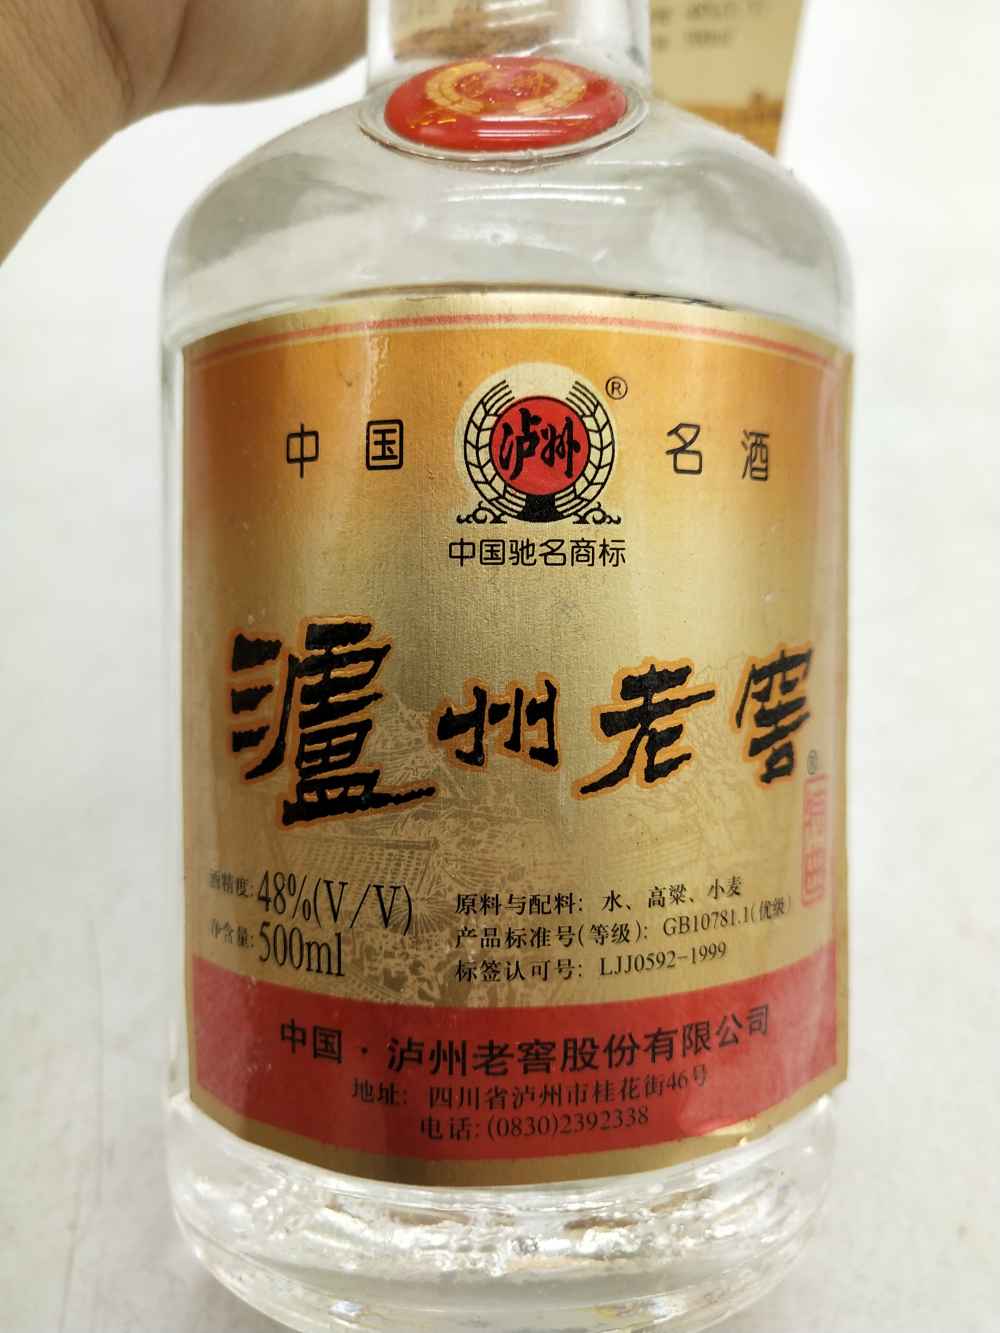 中国
名酒
泸州
®
中国驰名商标
泸州老窖
®
酒精度:48%(V/V)
净含量:500ml
原料与配料：水、高粱、小麦
产品标准号(等级)：GB10781.1(优级)
标签认可号：LJJ0592-1999
中国·泸州老窖股份有限公司
地址：四川省泸州市桂花街46号
电话:(0830)2392338